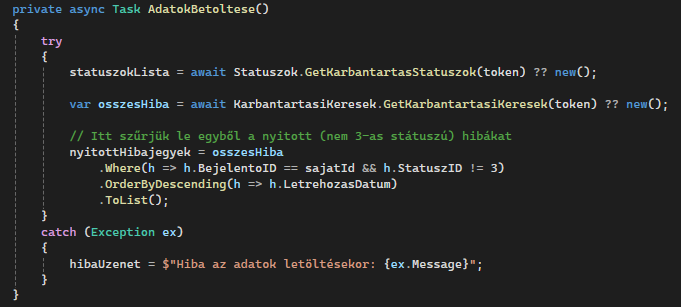 private async Task AdatokBetoltese()
{
try
{
statuszokLista = await Statuszok.GetKarbantartasStatuszok(token) ?? new();
var osszesHiba = await KarbantartasiKeresek.GetKarbantartasiKeresek(token) ?? new();
// Itt szűrjük le egyből a nyitott (nem 3-as státuszú) hibákat
nyitottHibajegyek = osszesHiba
.Where(h => h.BejelentoID == sajatId && h.StatuszID != 3)
.OrderByDescending(h => h.LetrehozasDatum)
.ToList();
}
catch (Exception ex)
{
hibaUzenet = $"Hiba az adatok letöltésekor: {ex.Message}";
}
}